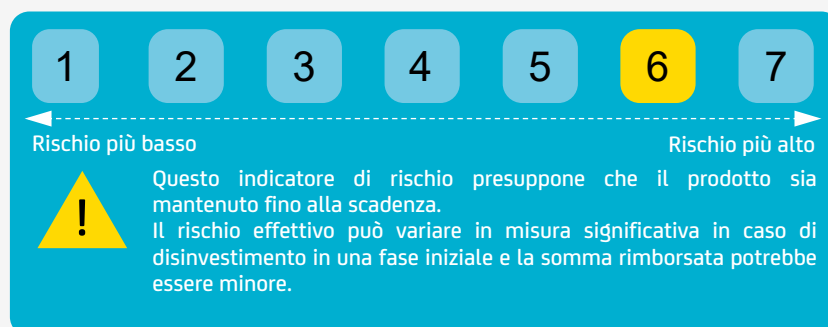 1 2 3 4 5 6 7
Rischio più basso Rischio più alto
! Questo indicatore di rischio presuppone che il prodotto sia
mantenuto fino alla scadenza.
Il rischio effettivo può variare in misura significativa in caso di
disinvestimento in una fase iniziale e la somma rimborsata potrebbe
essere minore.